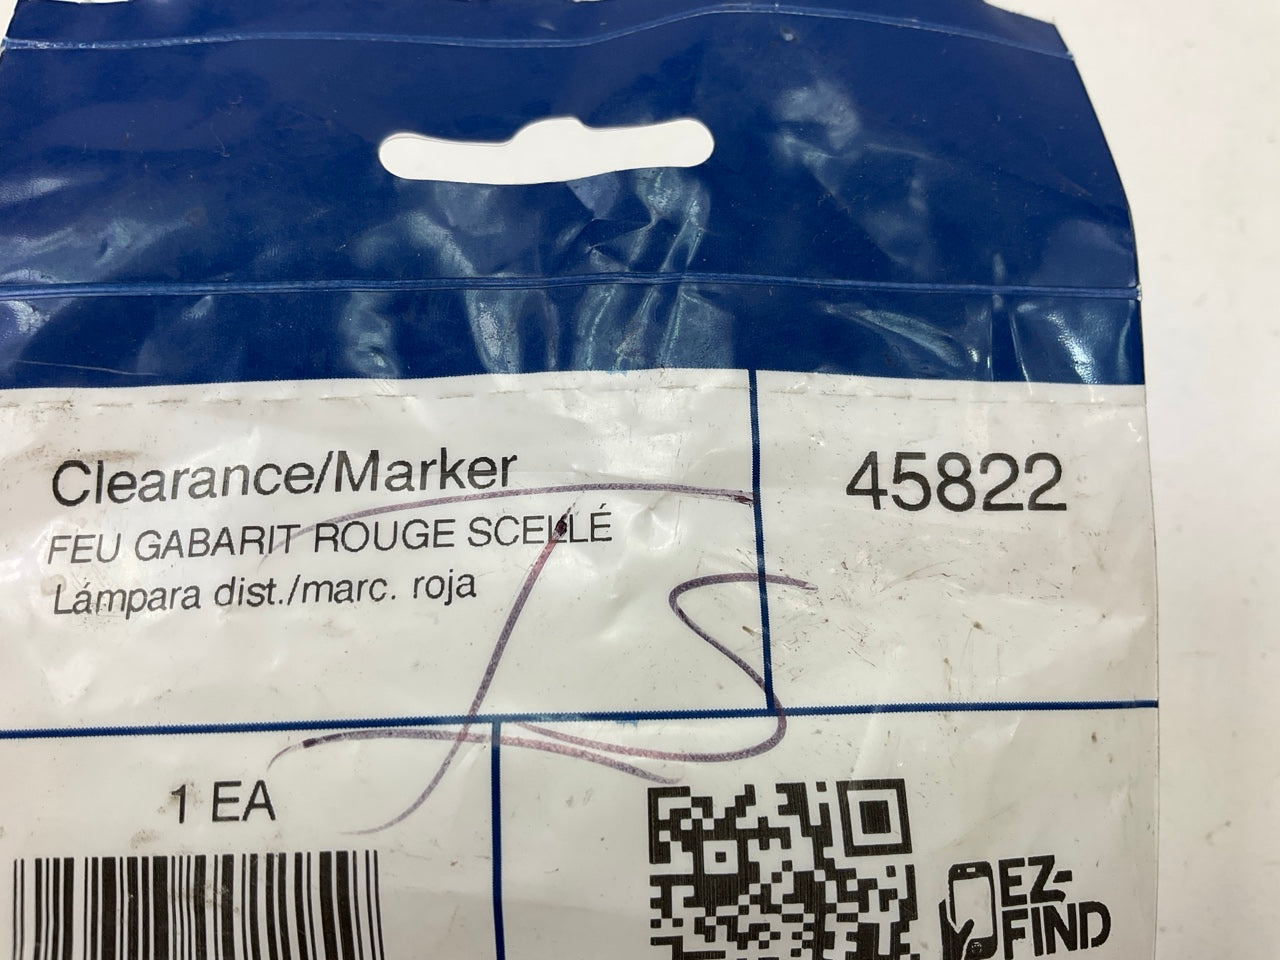 Clearance/Marker
FEU GABARIT ROUGE SCELLÉ
Lámpara dist./marc. roja
45822
1 EA
EZ-
FIND